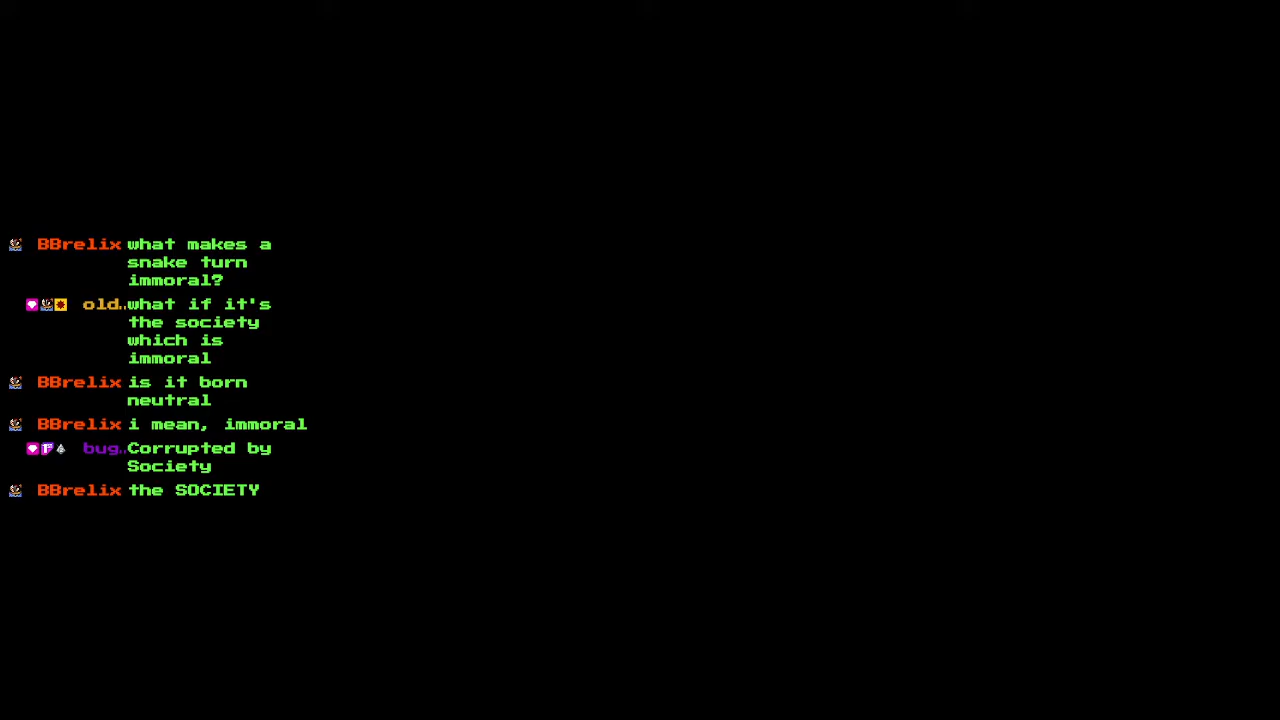 BBrelix what makes a
snake turn
immoral?
old.. what if it's
the society
which is
immoral
BBrelix is it born
neutral
BBrelix i mean, immoral
bug.. Corrupted by
Society
BBrelix the SOCIETY